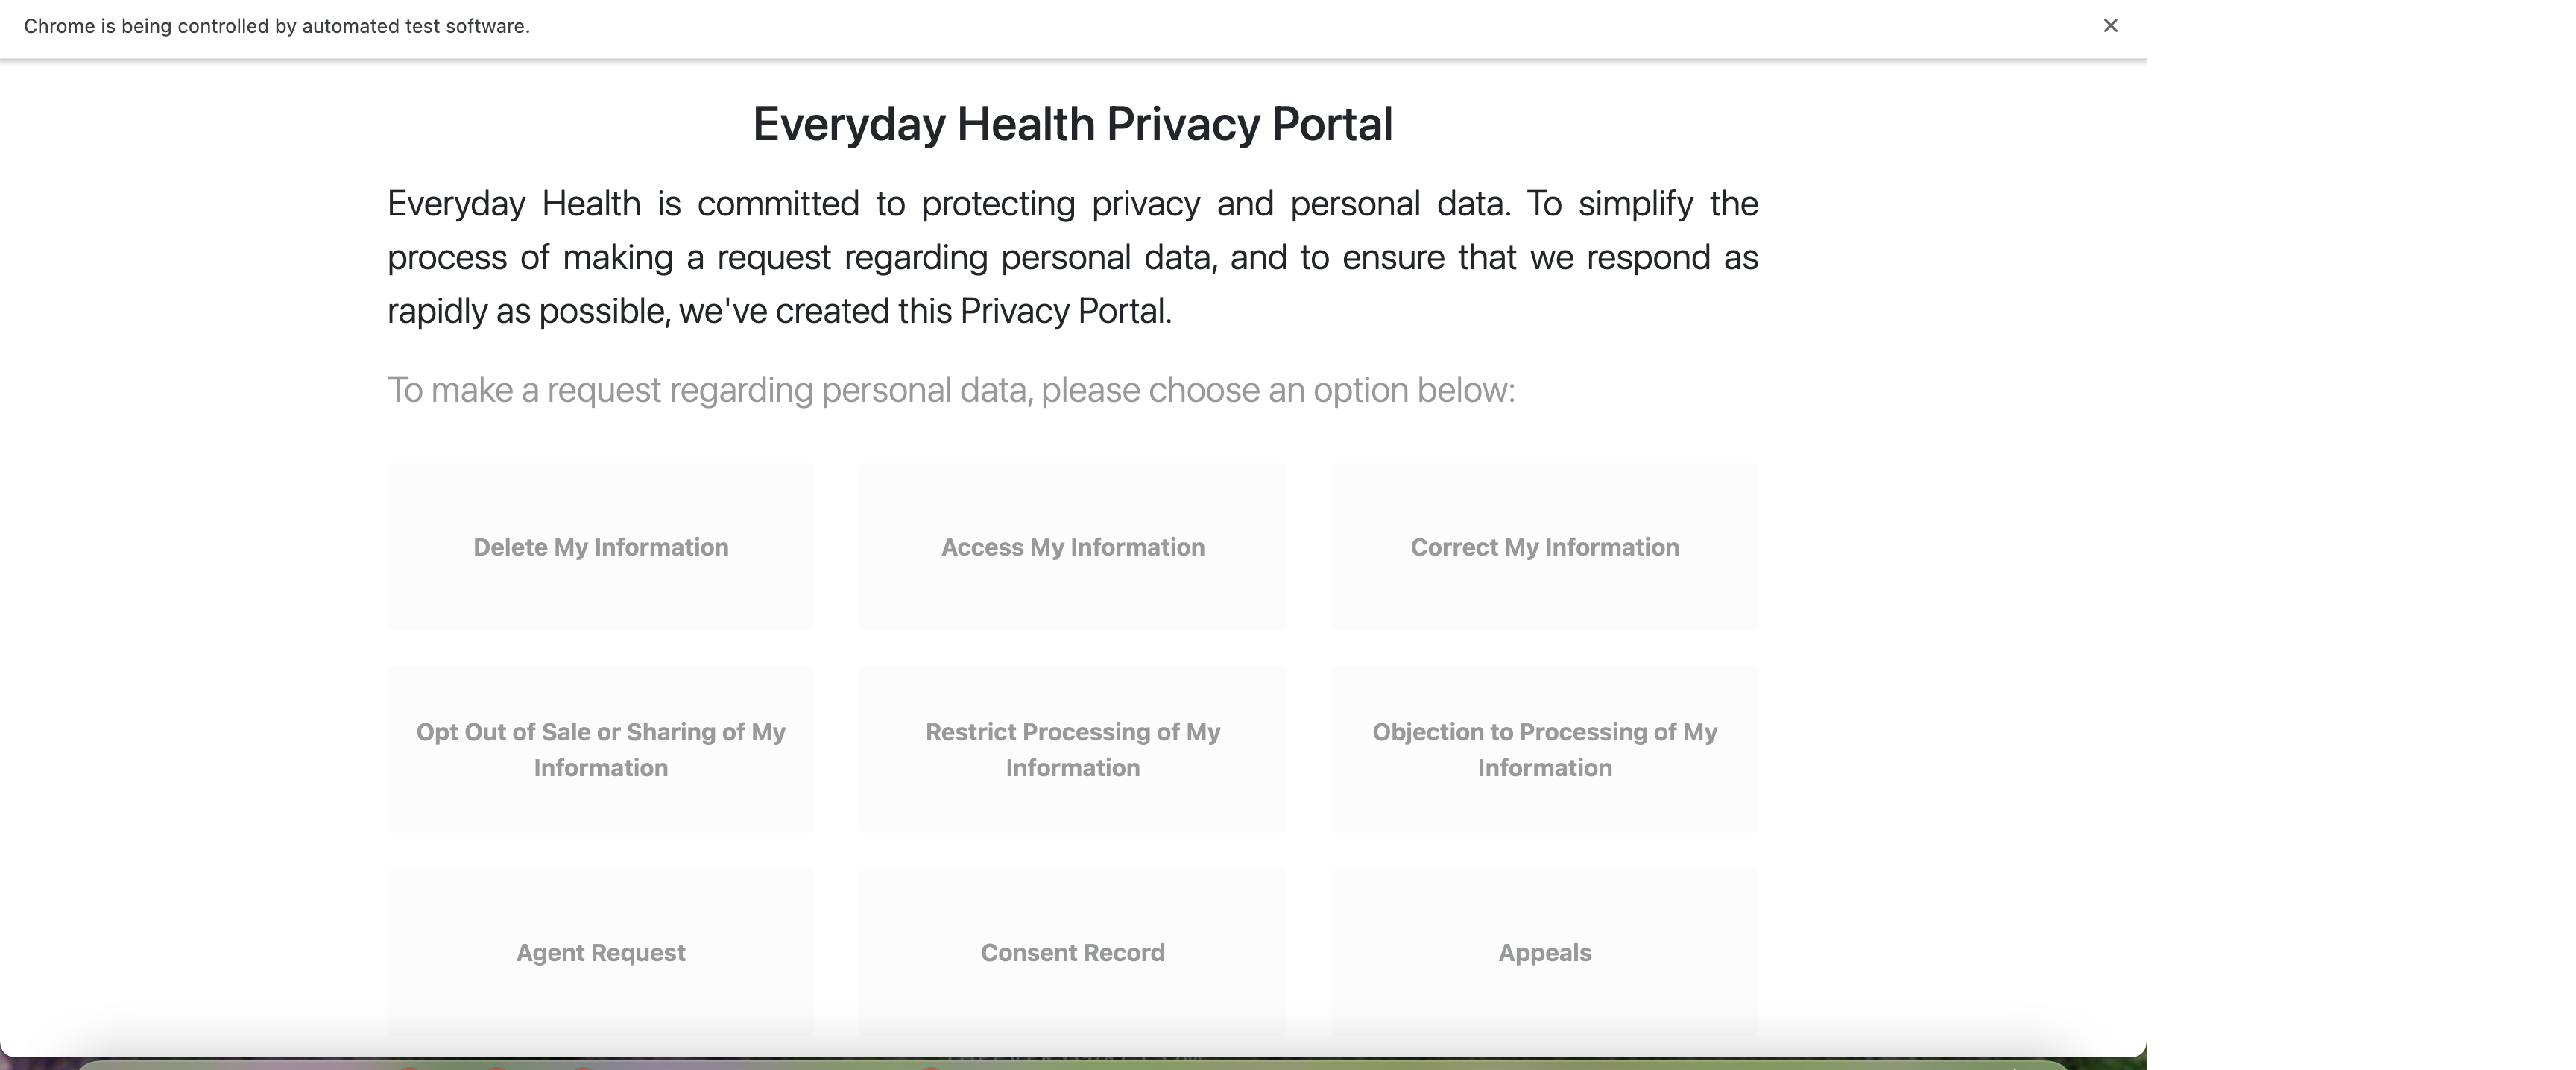 Chrome is being controlled by automated test software.
Everyday Health Privacy Portal
Everyday Health is committed to protecting privacy and personal data. To simplify the
process of making a request regarding personal data, and to ensure that we respond as
rapidly as possible, we've created this Privacy Portal.
To make a request regarding personal data, please choose an option below:
Delete My Information
Access My Information
Correct My Information
Opt Out of Sale or Sharing of My
Information
Restrict Processing of My
Information
Objection to Processing of My
Information
Agent Request
Consent Record
Appeals